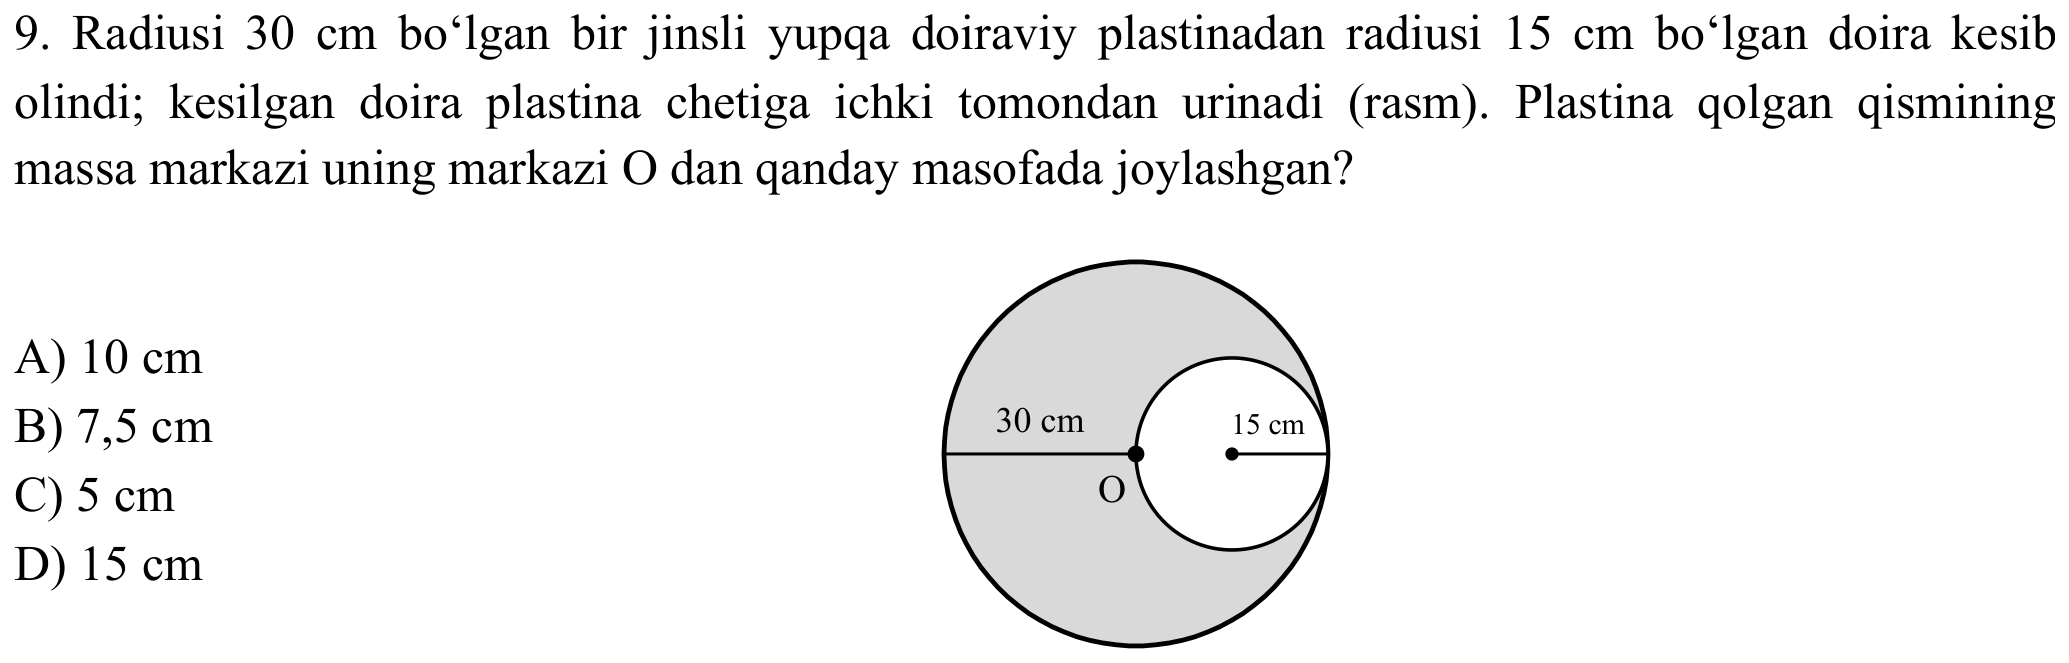 9. Radiusi 30 cm bo‘lgan bir jinsli yupqa doiraviy plastinadan radiusi 15 cm bo‘lgan doira kesib
olindi; kesilgan doira plastina chetiga ichki tomondan urinadi (rasm). Plastina qolgan qismining
massa markazi uning markazi O dan qanday masofada joylashgan?
A) 10 cm
B) 7,5 cm
C) 5 cm
D) 15 cm
30 cm
15 cm
O